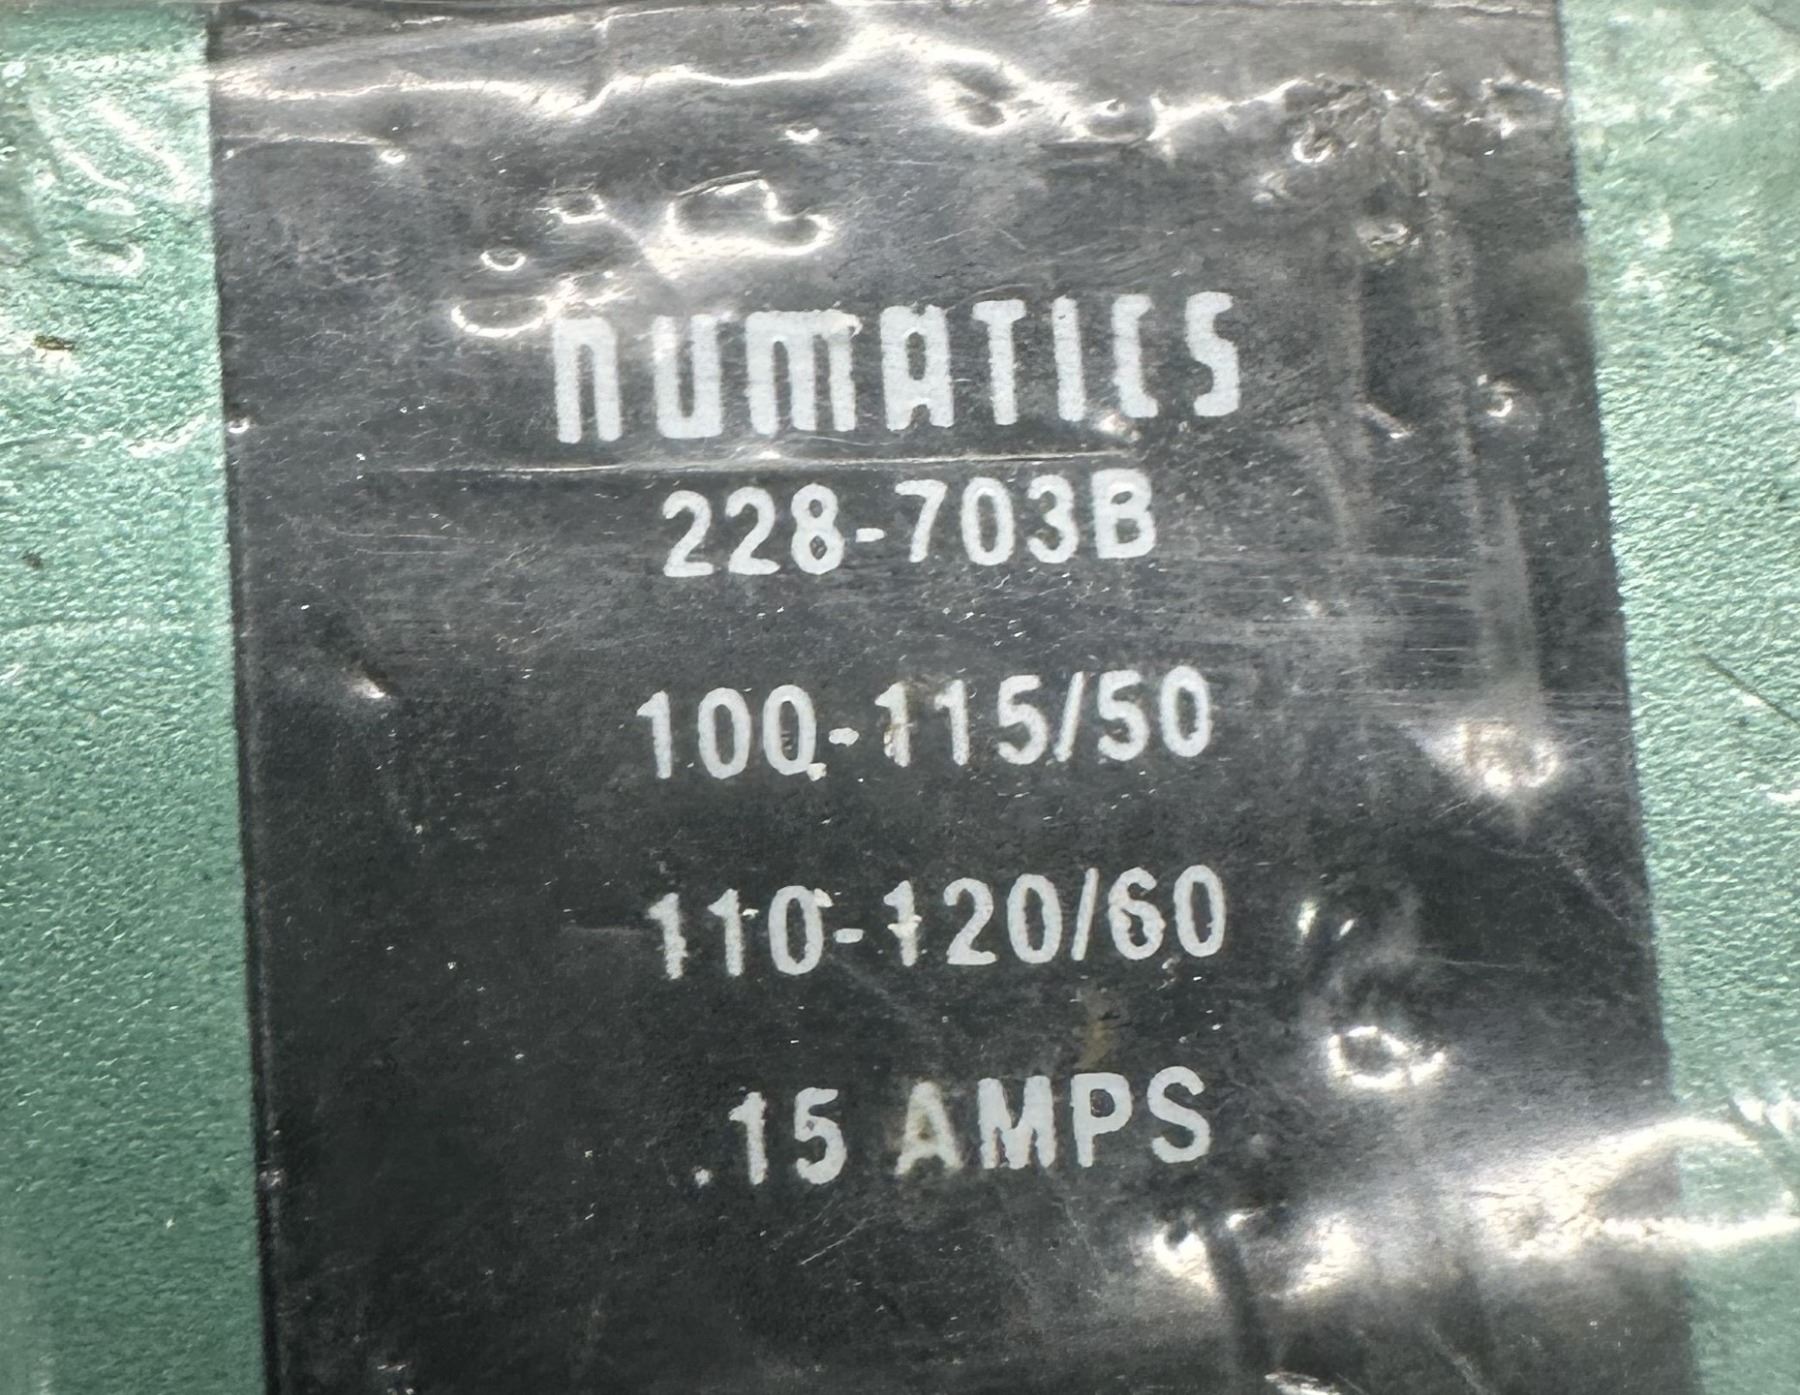 numatics
228-703B
100-115/50
110-120/60
.15 AMPS